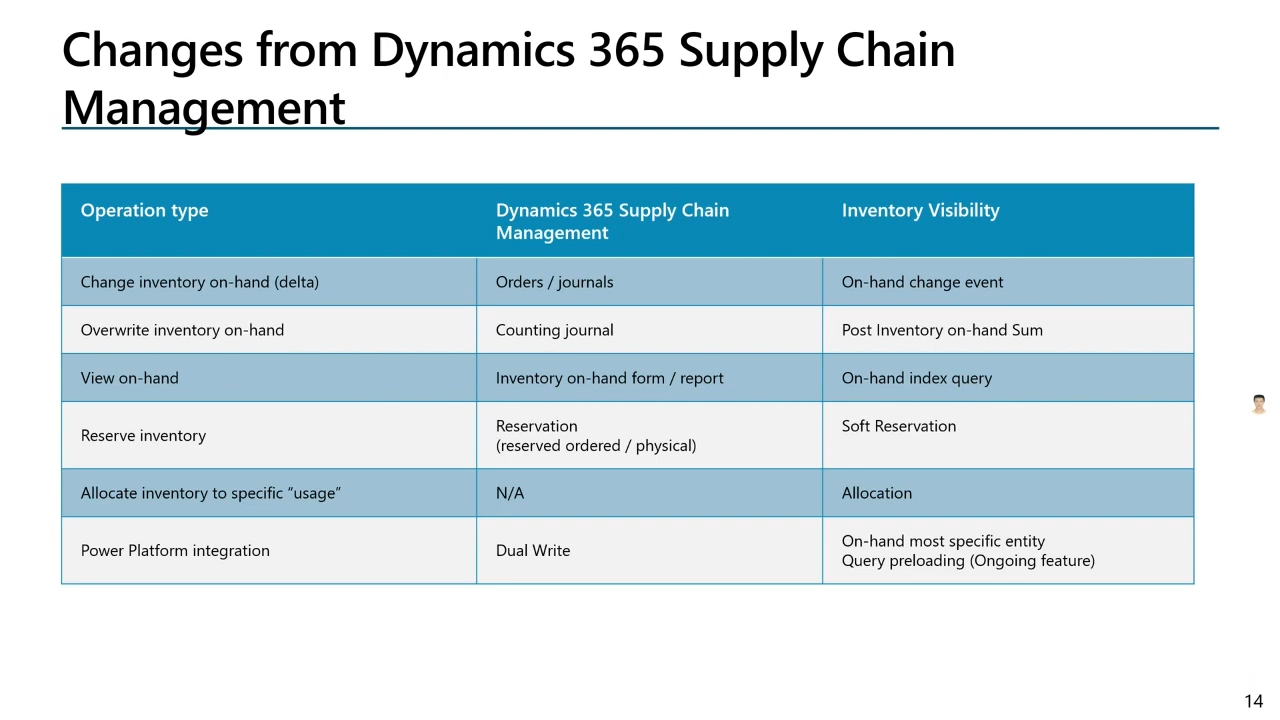 Changes from Dynamics 365 Supply Chain
Management
Operation type
Dynamics 365 Supply Chain
Management
Inventory Visibility
Change inventory on-hand (delta)
Orders / journals
On-hand change event
Overwrite inventory on-hand
Counting journal
Post Inventory on-hand Sum
View on-hand
Inventory on-hand form / report
On-hand index query
Reserve inventory
Reservation
(reserved ordered / physical)
Soft Reservation
Allocate inventory to specific “usage”
N/A
Allocation
Power Platform integration
Dual Write
On-hand most specific entity
Query preloading (Ongoing feature)
14